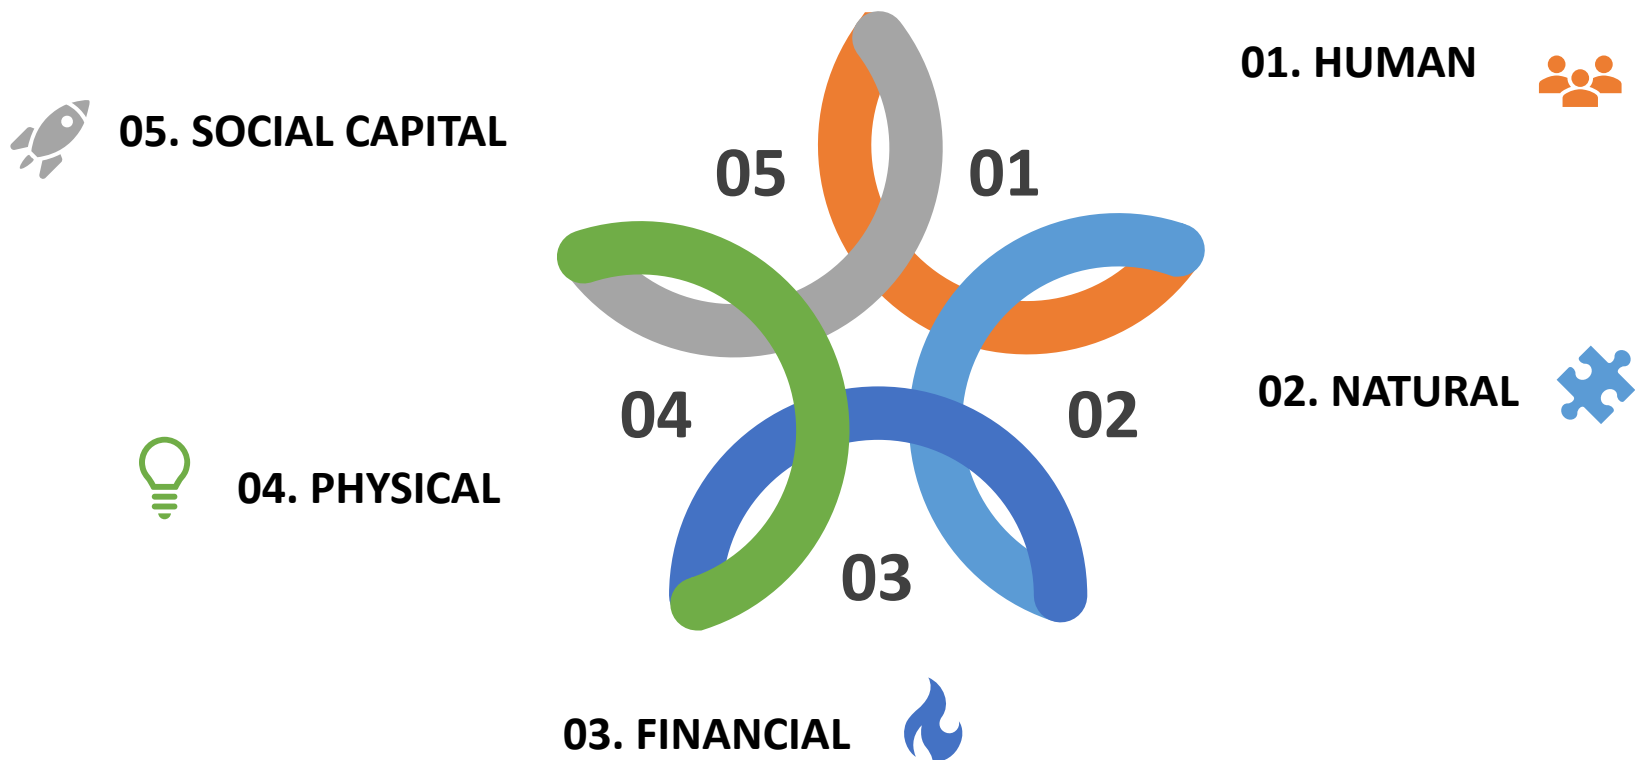 01. HUMAN
05. SOCIAL CAPITAL
05
01
02. NATURAL
04
02
04. PHYSICAL
03
03. FINANCIAL